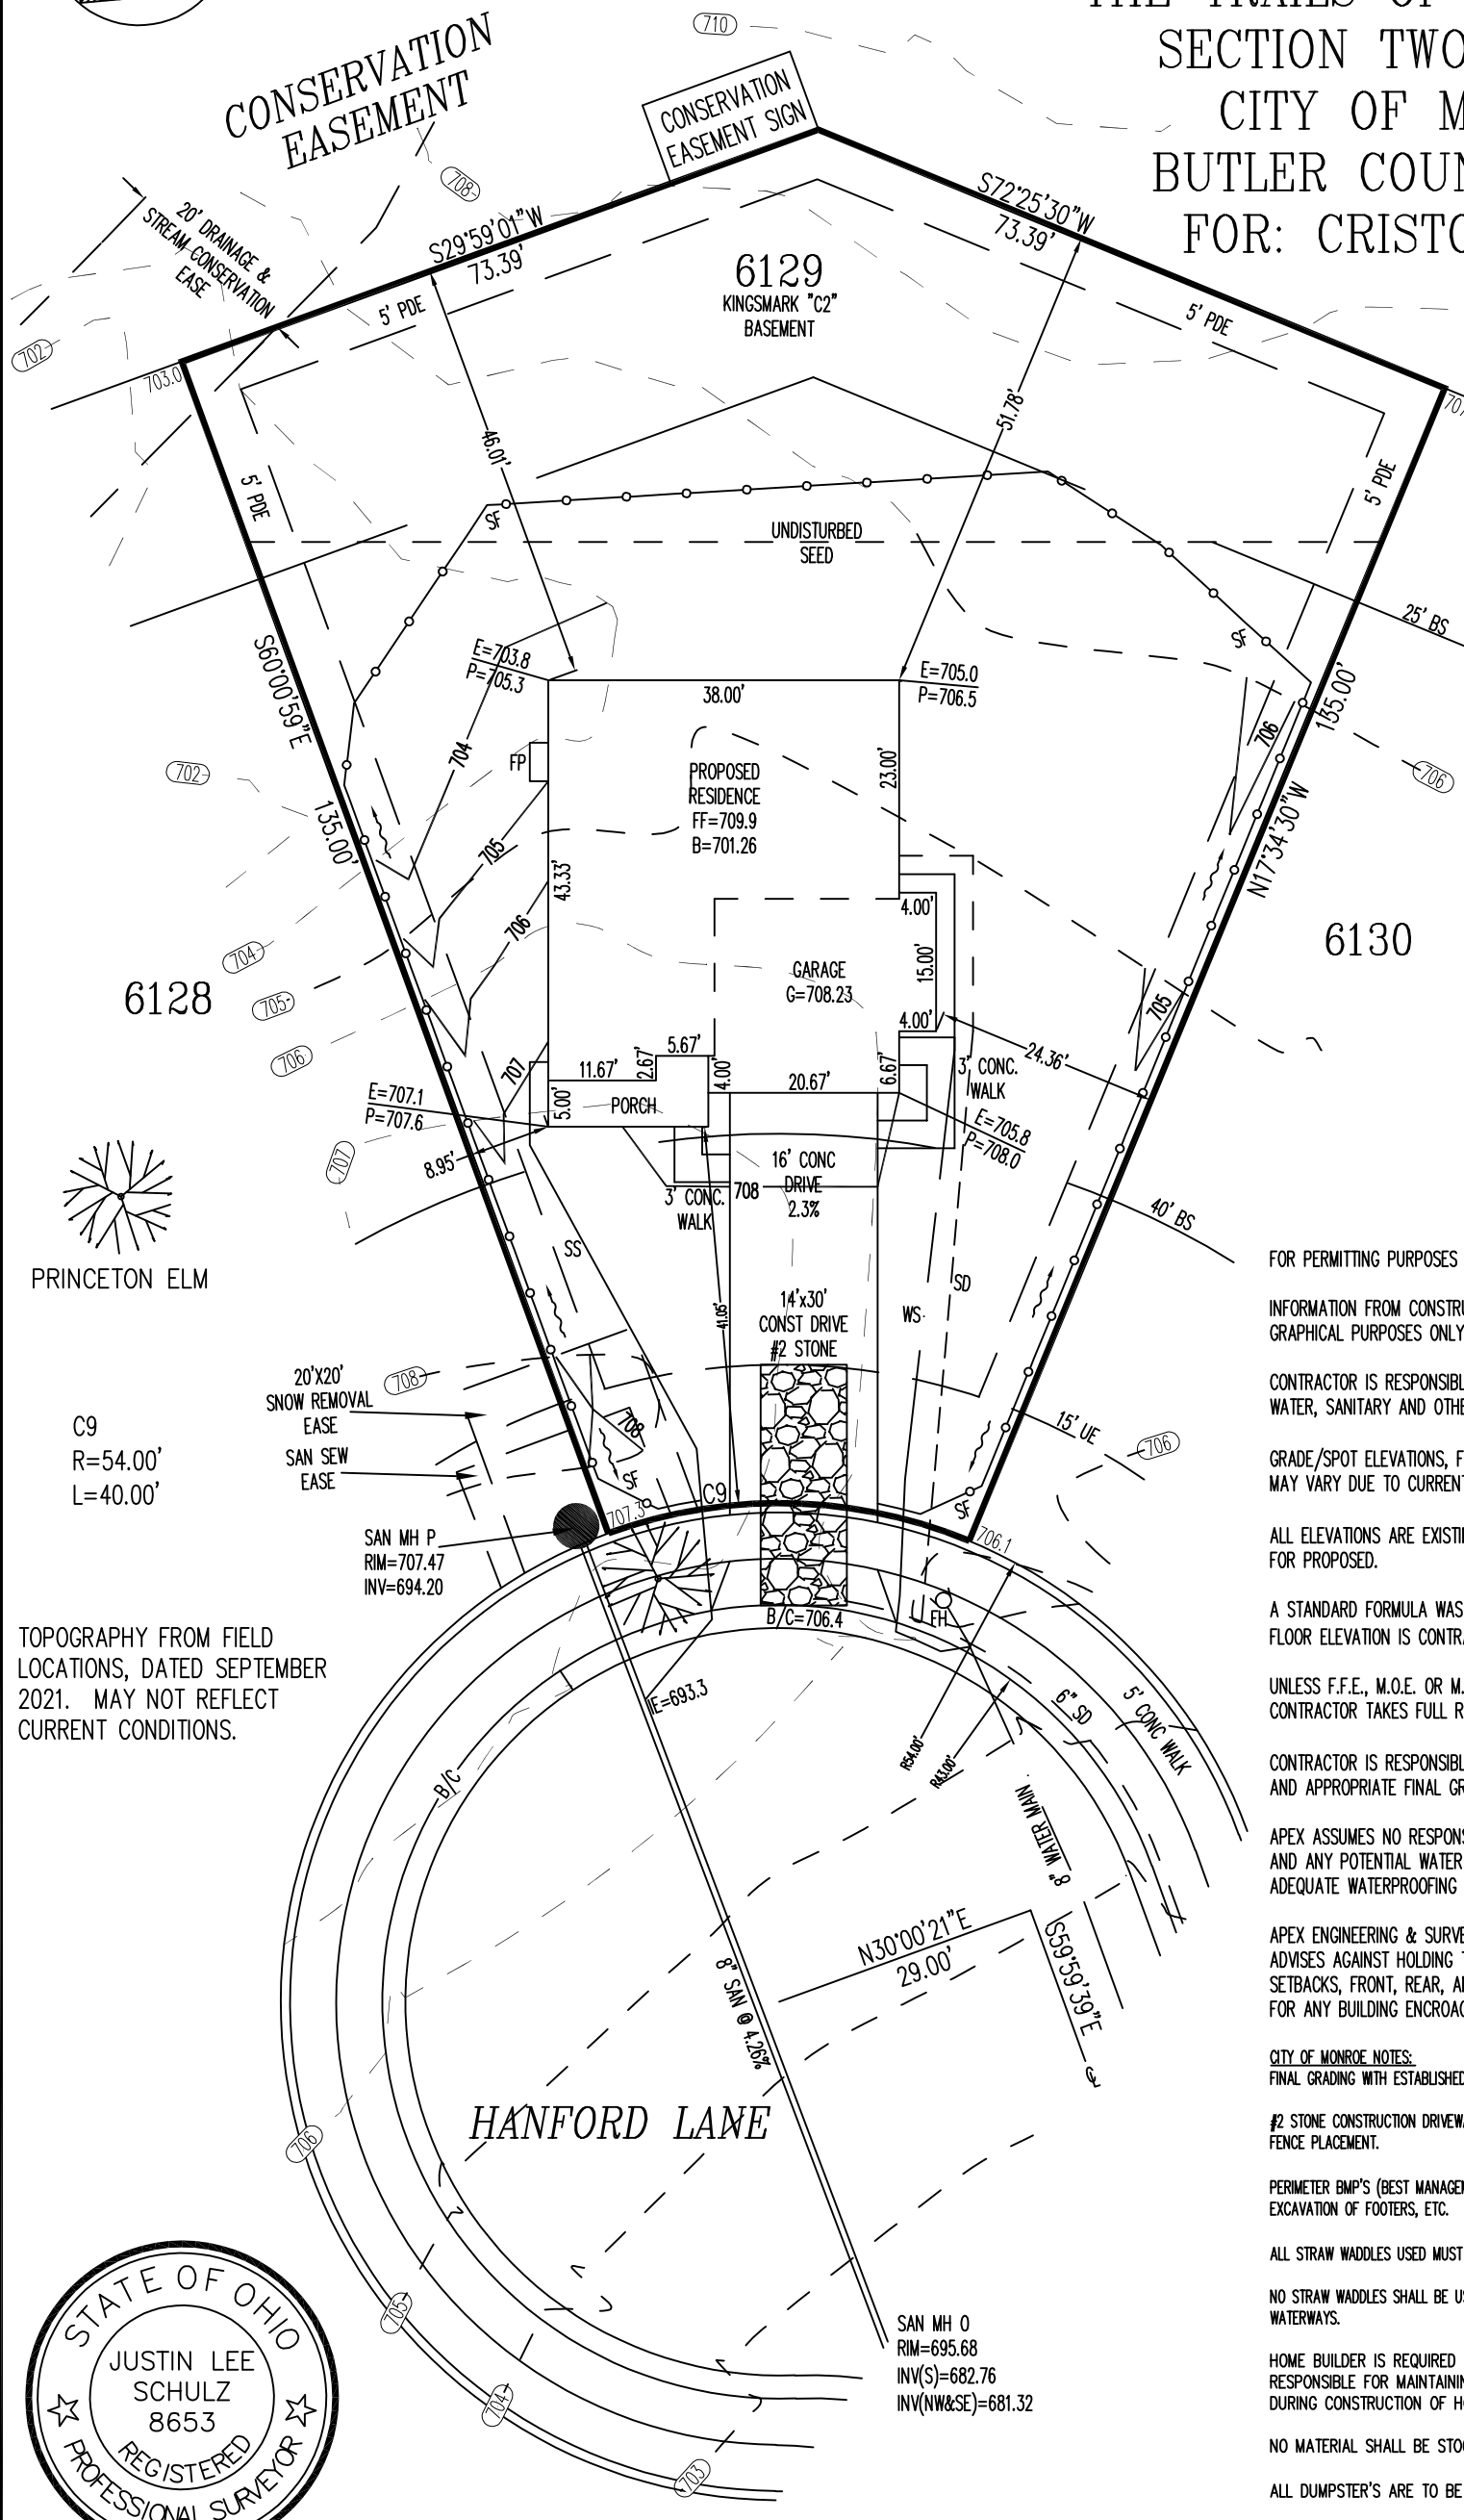 THE TRAILS OF
SECTION TWO
CITY OF M
BUTLER COUN
FOR: CRISTO
CONSERVATION
EASEMENT
CONSERVATION
EASEMENT SIGN
710
708
20' DRAINAGE &
STREAM CONSERVATION
EASE
S29°59'01"W
73.39'
S72°25'30"W
73.39'
6129
KINGSMARK "C2"
BASEMENT
5' PDE
5' PDE
702
703.0
707
46.01'
51.78'
5' PDE
5' PDE
SF
UNDISTURBED
SEED
SF
25' BS
S60°00'59"E
135.00'
E=703.8
P=705.3
38.00'
E=705.0
P=706.5
135.00'
N17°34'30"W
704
FP
702
PROPOSED
RESIDENCE
FF=709.9
B=701.26
23.00'
706
706
705
43.33'
706
4.00'
6130
704
6128
705
706
GARAGE
G=708.23
15.00'
705
4.00'
24.36'
707
5.67'
11.67'
2.67'
4.00'
20.67'
6.67'
3' CONC.
WALK
E=707.1
P=707.6
5.00'
PORCH
E=705.8
P=708.0
707
8.95'
16' CONC
DRIVE
2.3%
3' CONC.
WALK
708
40' BS
PRINCETON ELM
SS
SD
WS
41.05'
14'x30'
CONST DRIVE
#2 STONE
20'X20'
SNOW REMOVAL
EASE
708
SAN SEW
EASE
C9
R=54.00'
L=40.00'
708
15' UE
706
SF
C9
SF
707.3
706.1
SAN MH P
RIM=707.47
INV=694.20
B/C=706.4
FH
TOPOGRAPHY FROM FIELD
LOCATIONS, DATED SEPTEMBER
2021. MAY NOT REFLECT
CURRENT CONDITIONS.
IE=693.3
6" SD
5' CONC WALK
R54.00'
R43.00'
B/C
8" WATER MAIN
8" SAN @ 4.26%
N30°00'21"E
29.00'
S59°59'39"E
HANFORD LANE
706
705
704
703
SAN MH O
RIM=695.68
INV(S)=682.76
INV(NW&SE)=681.32
STATE OF OHIO
JUSTIN LEE
SCHULZ
8653
REGISTERED
PROFESSIONAL SURVEYOR
FOR PERMITTING PURPOSES
INFORMATION FROM CONSTRU
GRAPHICAL PURPOSES ONLY
CONTRACTOR IS RESPONSIBL
WATER, SANITARY AND OTHE
GRADE/SPOT ELEVATIONS, F
MAY VARY DUE TO CURRENT
ALL ELEVATIONS ARE EXISTI
FOR PROPOSED.
A STANDARD FORMULA WAS
FLOOR ELEVATION IS CONTRA
UNLESS F.F.E., M.O.E. OR M.
CONTRACTOR TAKES FULL R
CONTRACTOR IS RESPONSIBL
AND APPROPRIATE FINAL GR
APEX ASSUMES NO RESPONS
AND ANY POTENTIAL WATER
ADEQUATE WATERPROOFING
APEX ENGINEERING & SURVE
ADVISES AGAINST HOLDING T
SETBACKS, FRONT, REAR, A
FOR ANY BUILDING ENCROAC
CITY OF MONROE NOTES:
FINAL GRADING WITH ESTABLISHED
#2 STONE CONSTRUCTION DRIVEWA
FENCE PLACEMENT.
PERIMETER BMP'S (BEST MANAGEM
EXCAVATION OF FOOTERS, ETC.
ALL STRAW WADDLES USED MUST
NO STRAW WADDLES SHALL BE US
WATERWAYS.
HOME BUILDER IS REQUIRED
RESPONSIBLE FOR MAINTAININ
DURING CONSTRUCTION OF HO
NO MATERIAL SHALL BE STOC
ALL DUMPSTER'S ARE TO BE